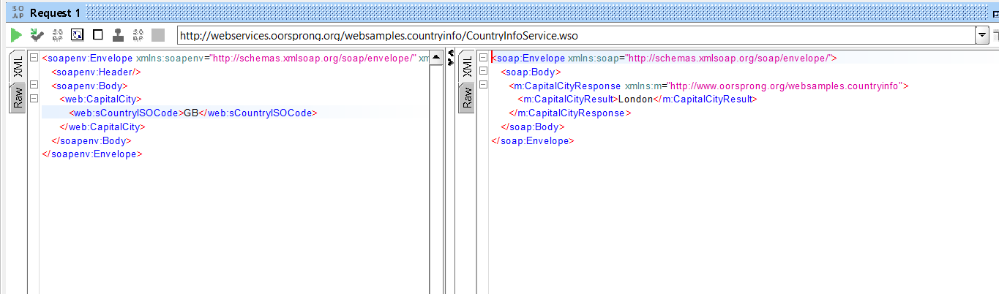 SO
AP
Request 1
http://webservices.oorsprong.org/websamples.countryinfo/CountryInfoService.wso
XML
Raw
<soapenv:Envelope xmlns:soapenv="http://schemas.xmlsoap.org/soap/envelope/" xm
<soapenv:Header/>
<soapenv:Body>
<web:CapitalCity>
<web:sCountryISOCode>GB</web:sCountryISOCode>
</web:CapitalCity>
</soapenv:Body>
</soapenv:Envelope>
XML
Raw
<soap:Envelope xmlns:soap="http://schemas.xmlsoap.org/soap/envelope/">
<soap:Body>
<m:CapitalCityResponse xmlns:m="http://www.oorsprong.org/websamples.countryinfo">
<m:CapitalCityResult>London</m:CapitalCityResult>
</m:CapitalCityResponse>
</soap:Body>
</soap:Envelope>